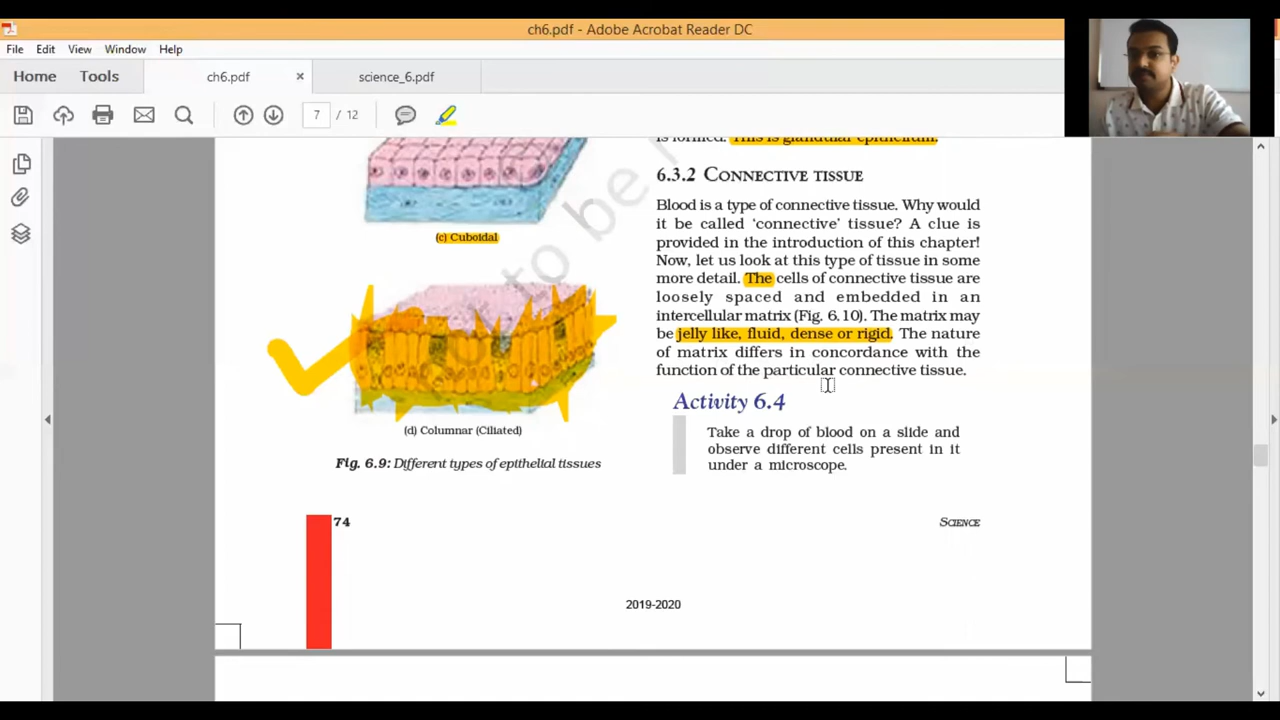 ch6.pdf - Adobe Acrobat Reader DC
File Edit View Window Help
Home Tools ch6.pdf × science_6.pdf
7 / 12
is formed. This is glandular epithelium.
(c) Cuboidal
(d) Columnar (Ciliated)
Fig. 6.9: Different types of epithelial tissues
6.3.2 CONNECTIVE TISSUE
Blood is a type of connective tissue. Why would
it be called ‘connective’ tissue? A clue is
provided in the introduction of this chapter!
Now, let us look at this type of tissue in some
more detail. The cells of connective tissue are
loosely spaced and embedded in an
intercellular matrix (Fig. 6.10). The matrix may
be jelly like, fluid, dense or rigid. The nature
of matrix differs in concordance with the
function of the particular connective tissue.
Activity 6.4
Take a drop of blood on a slide and
observe different cells present in it
under a microscope.
74
SCIENCE
2019-2020